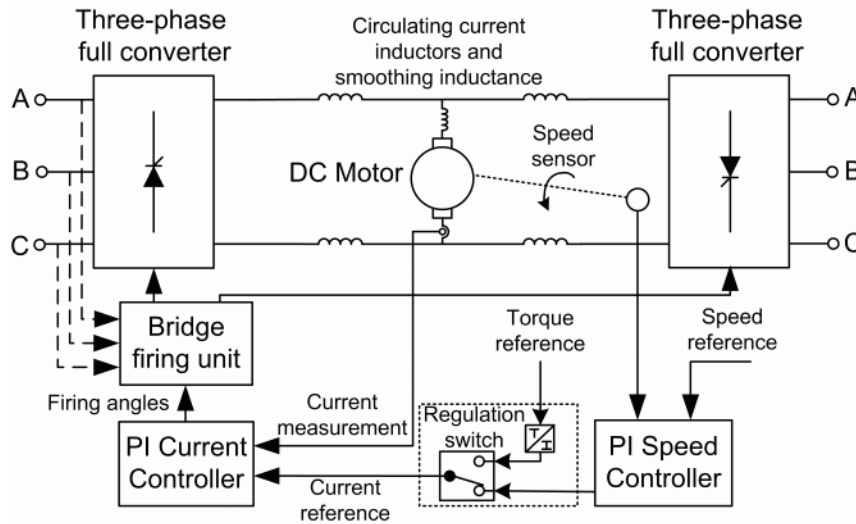 Three-phase
full converter
Circulating current
inductors and
smoothing inductance
Three-phase
full converter
A
A
B
B
C
C
DC Motor
Speed
sensor
Bridge
firing unit
Torque
reference
Speed
reference
Firing angles
Current
measurement
Regulation
switch
T
I
PI Current
Controller
PI Speed
Controller
Current
reference